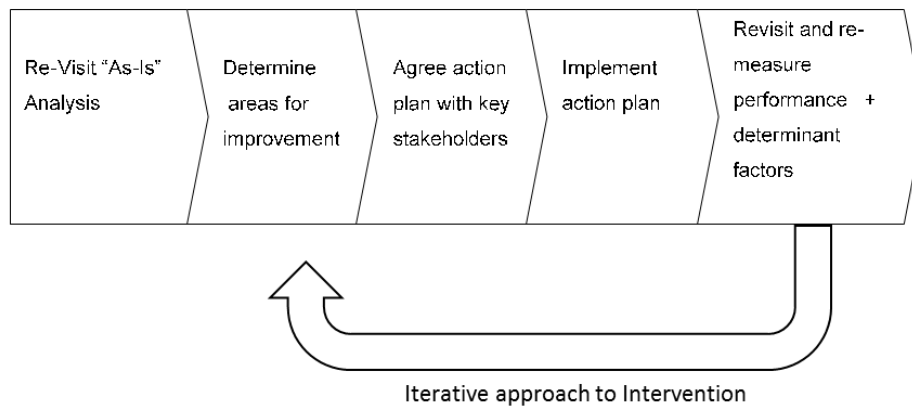 Re-Visit “As-Is”
Analysis
Determine
areas for
improvement
Agree action
plan with key
stakeholders
Implement
action plan
Revisit and re-
measure
performance +
determinant
factors
Iterative approach to Intervention